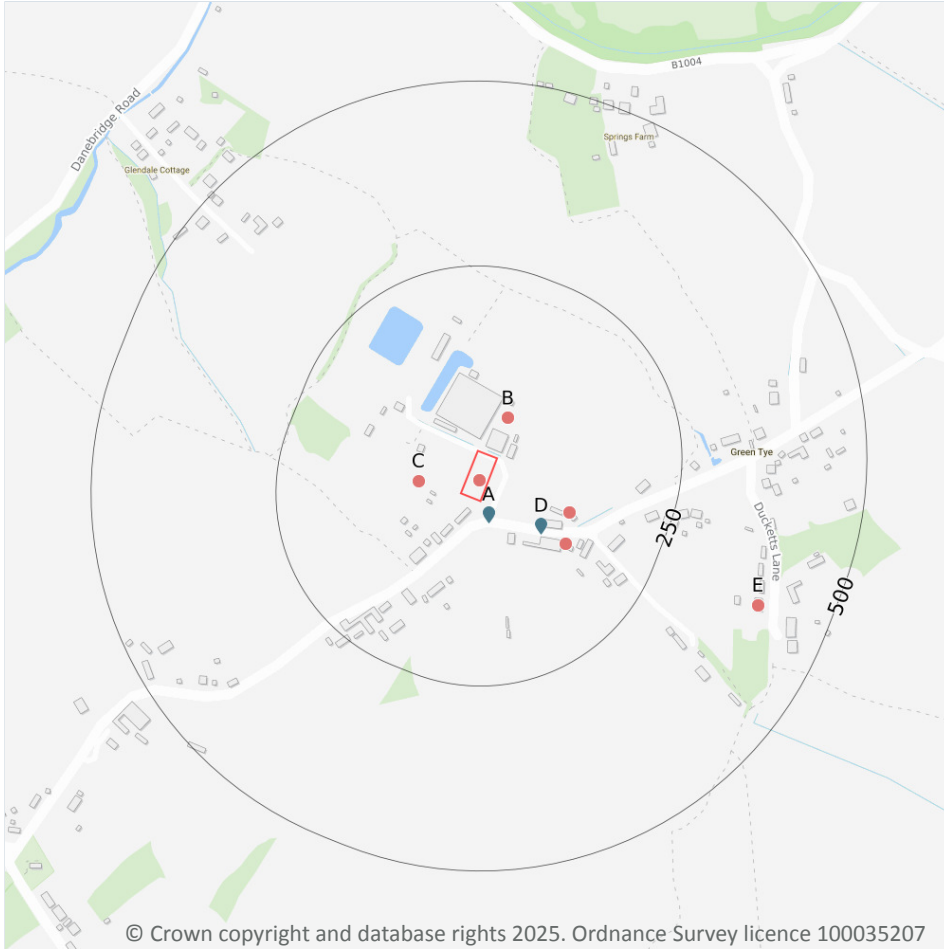 B1004
Danebridge Road
Springs Farm
Glendale Cottage
B
Green Tye
C
A
D
250
Ducketts Lane
E
500
© Crown copyright and database rights 2025. Ordnance Survey licence 100035207